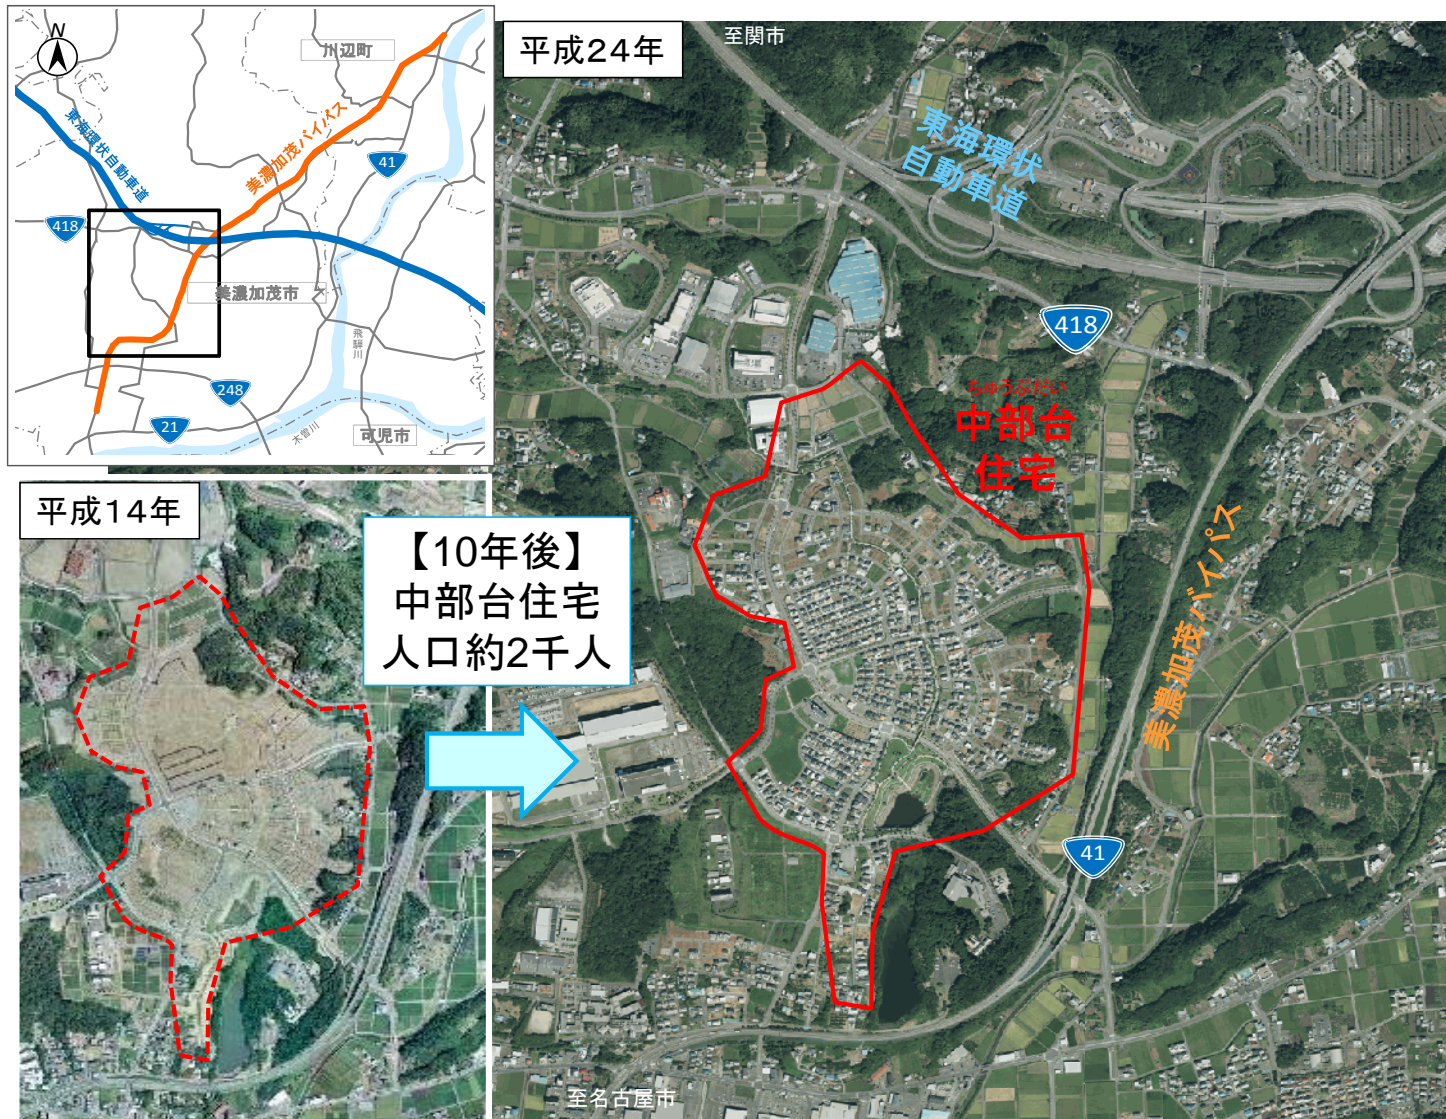 N
川辺町
東海環状自動車道
美濃加茂バイパス
41
418
美濃加茂市
飛騨川
248
21
木曽川
可児市
平成24年
至関市
東海環状
自動車道
418
ちゅうぶだい
中部台
住宅
美濃加茂バイパス
41
至名古屋市
平成14年
【10年後】
中部台住宅
人口約2千人